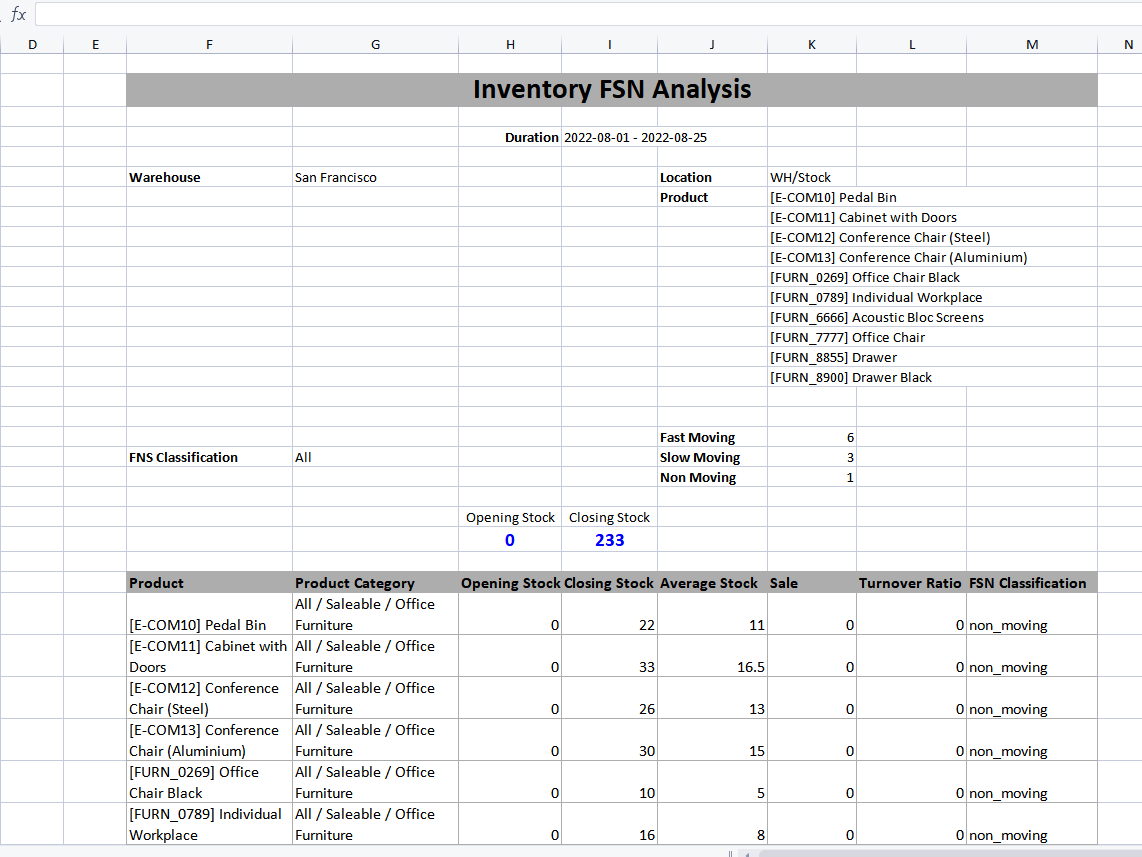 fx
D E F G H I J K L M N
Inventory FSN Analysis
Duration 2022-08-01 - 2022-08-25
Warehouse San Francisco Location WH/Stock
Product [E-COM10] Pedal Bin
[E-COM11] Cabinet with Doors
[E-COM12] Conference Chair (Steel)
[E-COM13] Conference Chair (Aluminium)
[FURN_0269] Office Chair Black
[FURN_0789] Individual Workplace
[FURN_6666] Acoustic Bloc Screens
[FURN_7777] Office Chair
[FURN_8855] Drawer
[FURN_8900] Drawer Black
Fast Moving 6
FNS Classification All Slow Moving 3
Non Moving 1
Opening Stock Closing Stock
0 233
Product Product Category Opening Stock Closing Stock Average Stock Sale Turnover Ratio FSN Classification
All / Saleable / Office
[E-COM10] Pedal Bin Furniture 0 22 11 0 0 non_moving
[E-COM11] Cabinet with All / Saleable / Office
Doors Furniture 0 33 16.5 0 0 non_moving
[E-COM12] Conference All / Saleable / Office
Chair (Steel) Furniture 0 26 13 0 0 non_moving
[E-COM13] Conference All / Saleable / Office
Chair (Aluminium) Furniture 0 30 15 0 0 non_moving
[FURN_0269] Office All / Saleable / Office
Chair Black Furniture 0 10 5 0 0 non_moving
[FURN_0789] Individual All / Saleable / Office
Workplace Furniture 0 16 8 0 0 non_moving